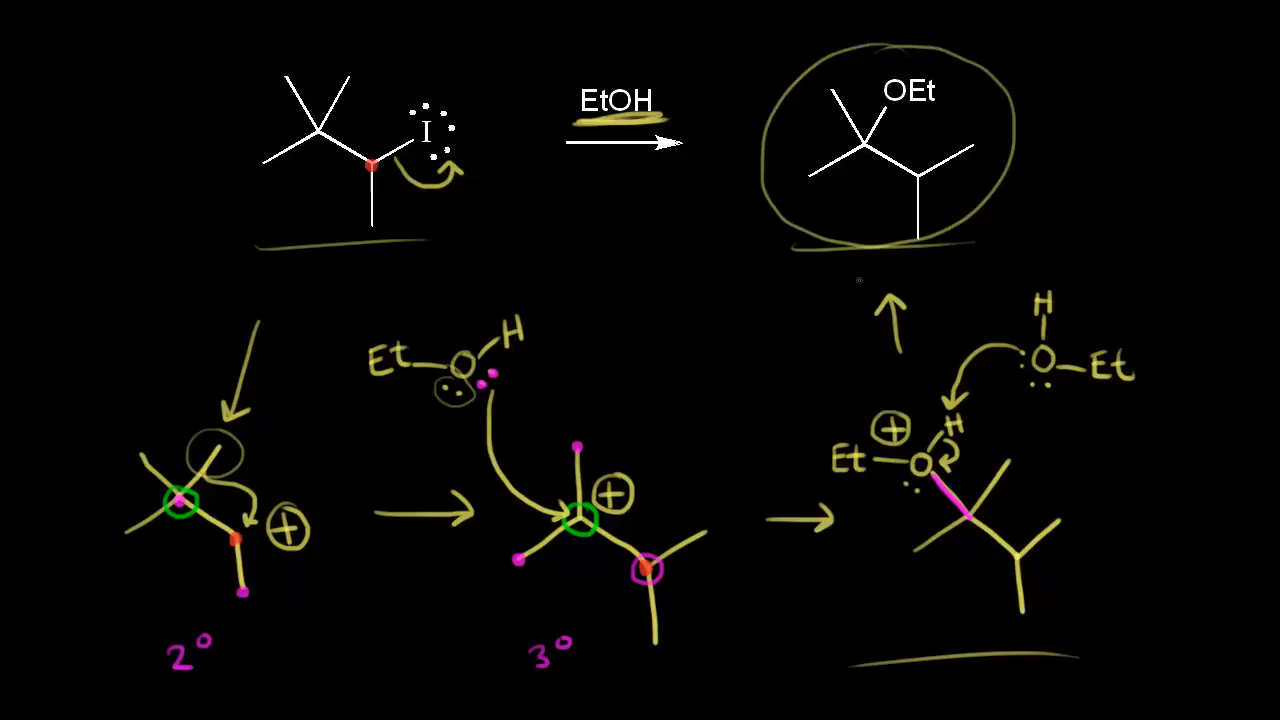 I
EtOH
OEt
Et O H
H
O Et
⊕
H
Et O
⊕
⊕
2°
3°